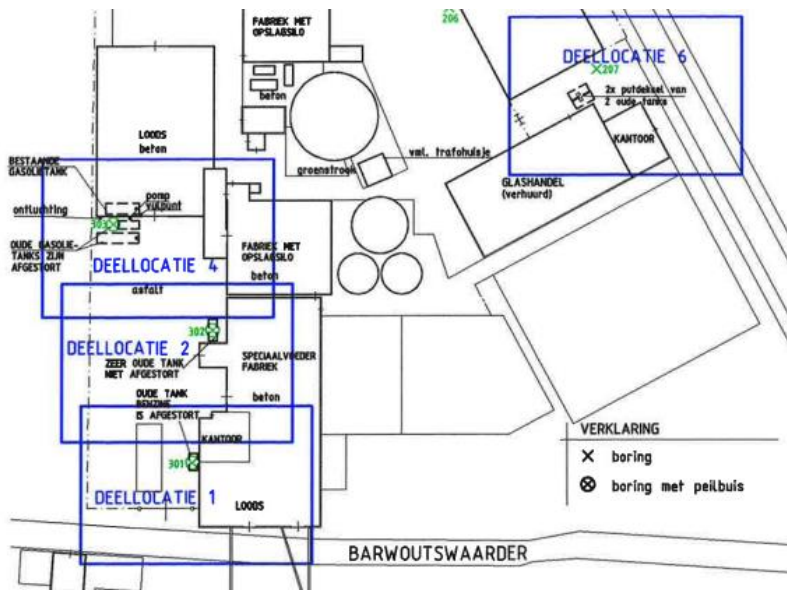 FABRIEK MET
OPSLABSILO
206
DEELLOCATIE 6
207
2x putdeksel van
2 oude tanks
beton
LOODS
beton
KANTOOR
vml. trafohuisje
groenstrook
GLASHANDEL
(verhuurd)
BESTAANDE
GASOLIETANK
pomp
vulpunt
ontluchting
303
OUDE GASOLIE-
TANKS ZIJN
AFGESTORT
FABRIEK MET
OPSLABSILO
beton
DEELLOCATIE 4
asfalt
302
DEELLOCATIE 2
ZEER OUDE TANK
NIET AFGESTORT
SPECIAALVOEDER
FABRIEK
beton
OUDE TANK
BENZINE
IS AFGESTORT
KANTOOR
301
DEELLOCATIE 1
LOODS
VERKLARING
boring
boring met peilbuis
BARWOUTSWAARDER